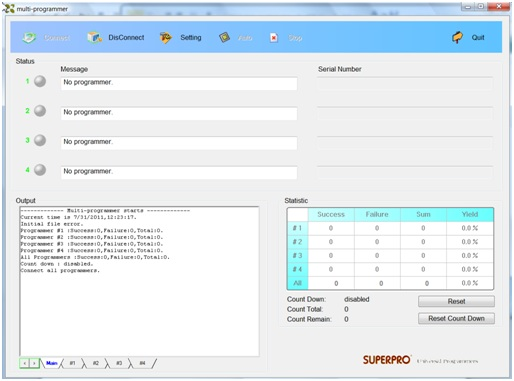 multi-programmer
Connect DisConnect Setting Auto Stop Quit
Status
Message Serial Number
1 No programmer.
2 No programmer.
3 No programmer.
4 No programmer.
Output
------------ Multi-programmer starts ------------
Current time is 7/31/2011,12:23:17.
Initial file error.
Programmer #1 :Success:0,Failure:0,Total:0.
Programmer #2 :Success:0,Failure:0,Total:0.
Programmer #3 :Success:0,Failure:0,Total:0.
Programmer #4 :Success:0,Failure:0,Total:0.
All Programmers :Success:0,Failure:0,Total:0.
Count down : disabled.
Connect all programmers.
Main #1 #2 #3 #4
Statistic
Success Failure Sum Yield
# 1 0 0 0 0.0 %
# 2 0 0 0 0.0 %
# 3 0 0 0 0.0 %
# 4 0 0 0 0.0 %
All 0 0 0 0.0 %
Count Down: disabled Reset
Count Total: 0
Count Remain: 0 Reset Count Down
SUPERPRO Universal Programmers